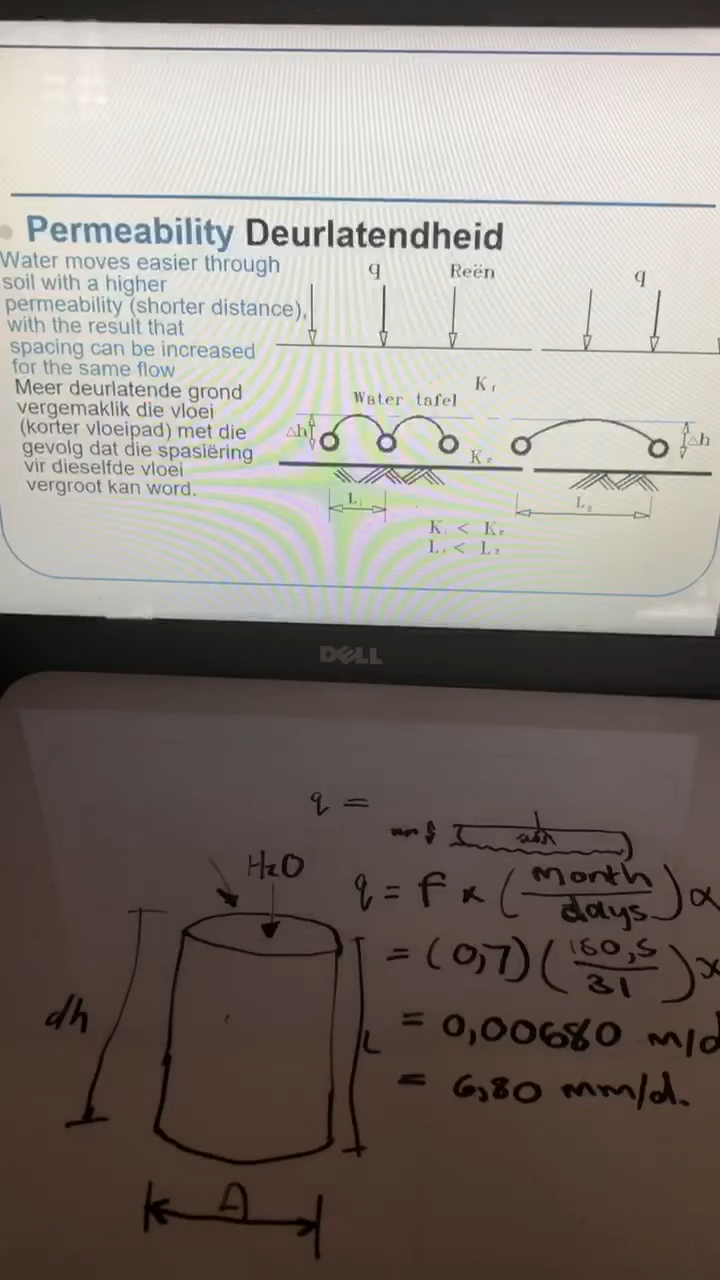 Permeability Deurlatendheid
Water moves easier through
soil with a higher
permeability (shorter distance),
with the result that
spacing can be increased
for the same flow
Meer deurlatende grond
vergemaklik die vloei
(korter vloeipad) met die
gevolg dat die spasiëring
vir dieselfde vloei
vergroot kan word.
q Reën q
K₁
Water tafel
Δh Δh
K₂
L₁ L₂
K₁ < K₂
L₁ < L₂
DELL
q =
H₂O
q = f x (month/days) x
= (0,7) (160,5/31) x
dh
L
= 0,00680 m/d
= 6,80 mm/d.